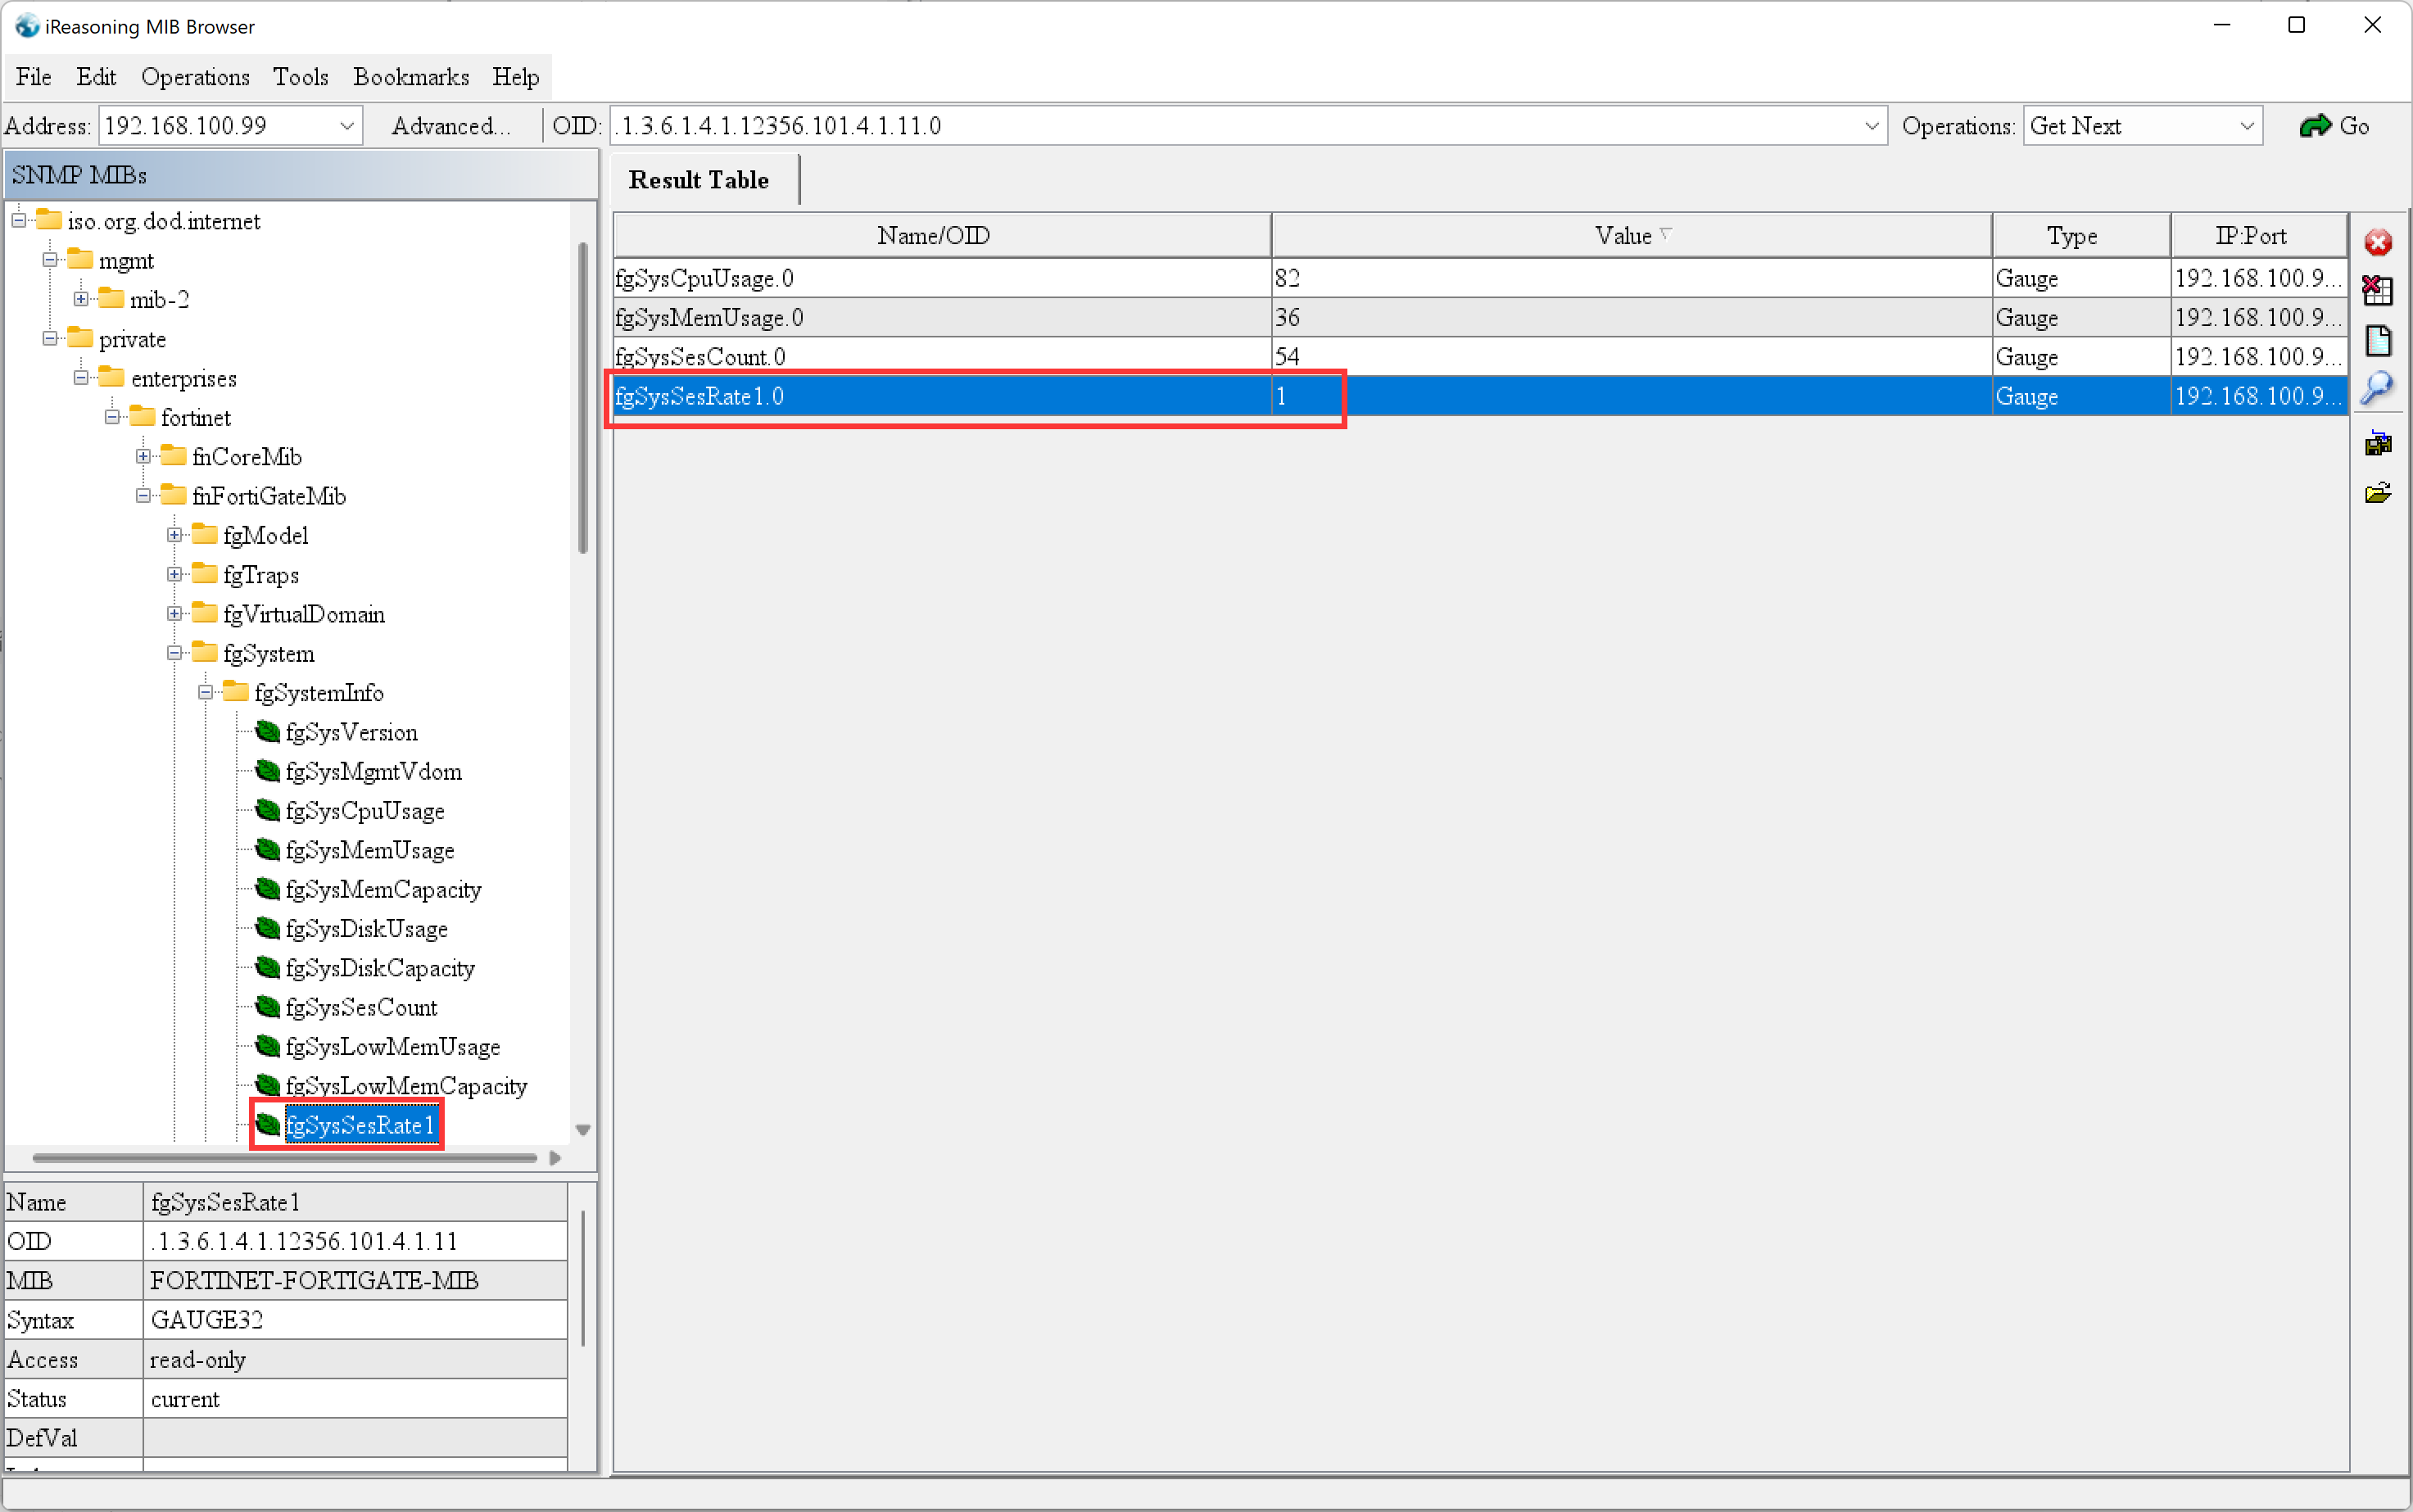 iReasoning MIB Browser
File Edit Operations Tools Bookmarks Help
Address: 192.168.100.99 Advanced... OID: .1.3.6.1.4.1.12356.101.4.1.11.0 Operations: Get Next Go
SNMP MIBs
iso.org.dod.internet
mgmt
mib-2
private
enterprises
fortinet
fnCoreMib
fnFortiGateMib
fgModel
fgTraps
fgVirtualDomain
fgSystem
fgSystemInfo
fgSysVersion
fgSysMgmtVdom
fgSysCpuUsage
fgSysMemUsage
fgSysMemCapacity
fgSysDiskUsage
fgSysDiskCapacity
fgSysSesCount
fgSysLowMemUsage
fgSysLowMemCapacity
fgSysSesRate1
Name fgSysSesRate1
OID .1.3.6.1.4.1.12356.101.4.1.11
MIB FORTINET-FORTIGATE-MIB
Syntax GAUGE32
Access read-only
Status current
DefVal
Result Table
Name/OID Value Type IP:Port
fgSysCpuUsage.0 82 Gauge 192.168.100.9...
fgSysMemUsage.0 36 Gauge 192.168.100.9...
fgSysSesCount.0 54 Gauge 192.168.100.9...
fgSysSesRate1.0 1 Gauge 192.168.100.9...